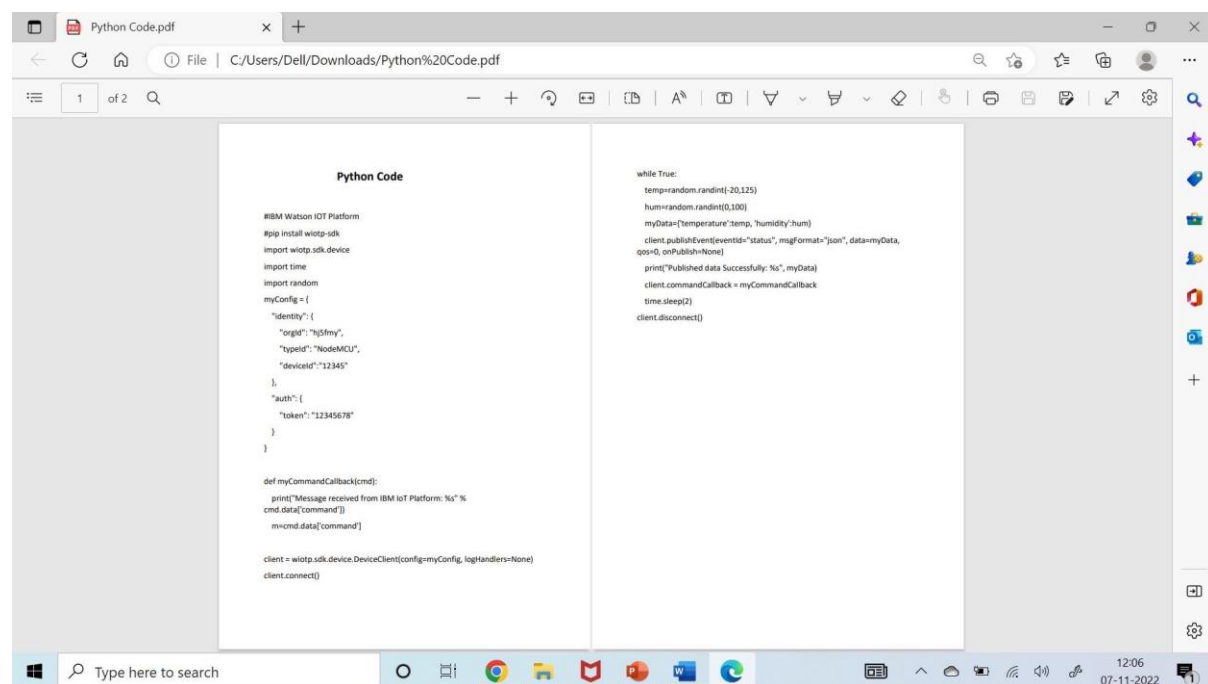 Python Code.pdf
File | C:/Users/Dell/Downloads/Python%20Code.pdf
1 of 2
Python Code
#IBM Watson IOT Platform
#pip install wiotp-sdk
import wiotp.sdk.device
import time
import random
myConfig = {
"identity": {
"orgId": "hj5fmy",
"typeId": "NodeMCU",
"deviceId":"12345"
},
"auth": {
"token": "12345678"
}
}
def myCommandCallback(cmd):
print("Message received from IBM IoT Platform: %s" %
cmd.data['command'])
m=cmd.data['command']
client = wiotp.sdk.device.DeviceClient(config=myConfig, logHandlers=None)
client.connect()
while True:
temp=random.randint(-20,125)
hum=random.randint(0,100)
myData={'temperature':temp, 'humidity':hum}
client.publishEvent(eventId="status", msgFormat="json", data=myData,
qos=0, onPublish=None)
print("Published data Successfully: %s", myData)
client.commandCallback = myCommandCallback
time.sleep(2)
client.disconnect()
Type here to search
12:06
07-11-2022